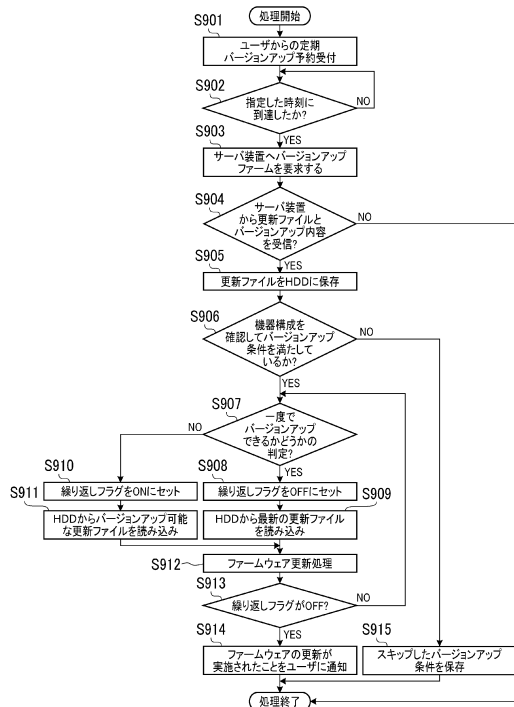 処理開始
S901
ユーザからの定期
バージョンアップ予約受付
S902
指定した時刻に
到達したか?
NO
YES
S903
サーバ装置へバージョンアップ
ファームを要求する
S904
サーバ装置
から更新ファイルと
バージョンアップ内容
を受信?
NO
YES
S905
更新ファイルをHDDに保存
S906
機器構成を
確認してバージョンアップ
条件を満たして
いるか?
NO
YES
S907
一度で
バージョンアップ
できるかどうかの
判定?
NO
YES
S910
繰り返しフラグをONにセット
S908
繰り返しフラグをOFFにセット
S911
HDDからバージョンアップ可能
な更新ファイルを読み込み
S909
HDDから最新の更新ファイル
を読み込み
S912
ファームウェア更新処理
S913
繰り返しフラグがOFF?
NO
YES
S914
ファームウェアの更新が
実施されたことをユーザに通知
S915
スキップしたバージョンアップ
条件を保存
処理終了